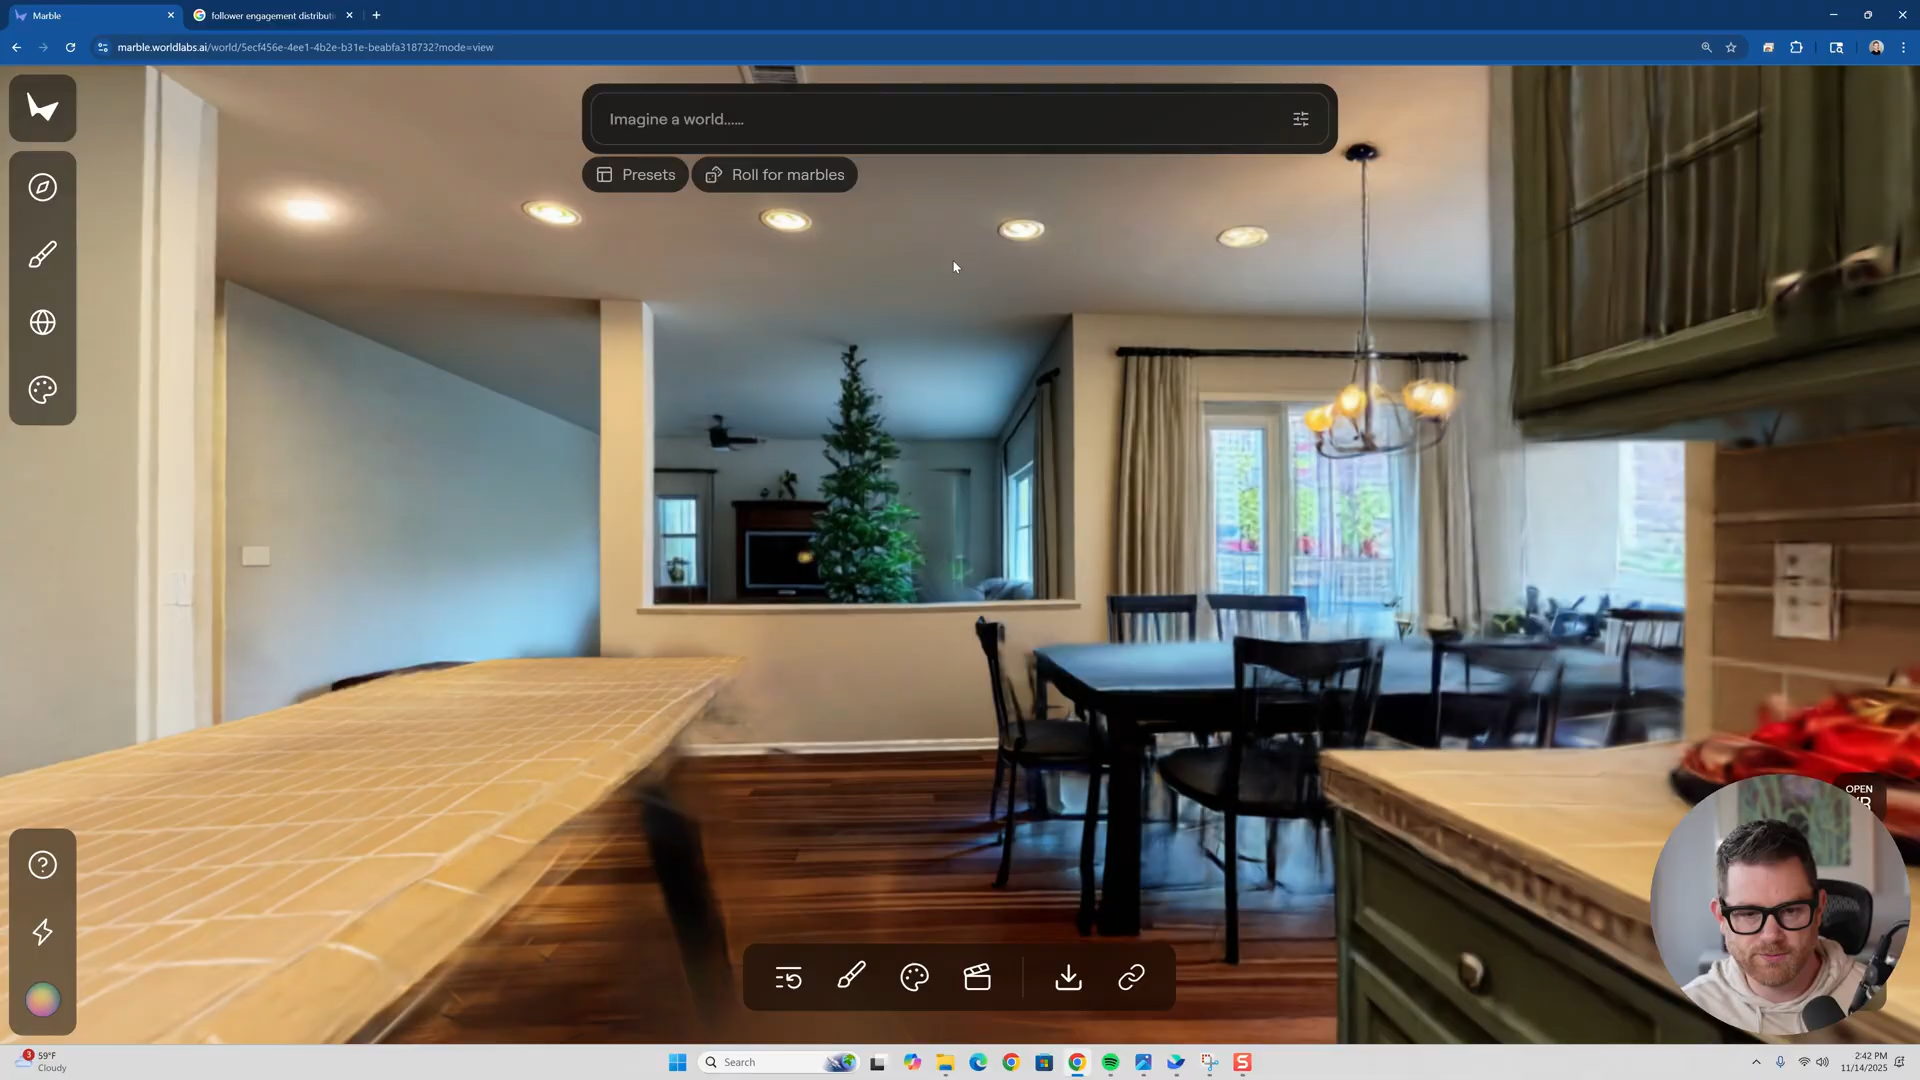 Marble
follower engagement distributi
marble.worldlabs.ai/world/5ecf456e-4ee1-4b2e-b31e-beabfa318732?mode=view
Imagine a world......
Presets
Roll for marbles
OPEN
3
59°F
Cloudy
Search
2:42 PM
11/14/2025